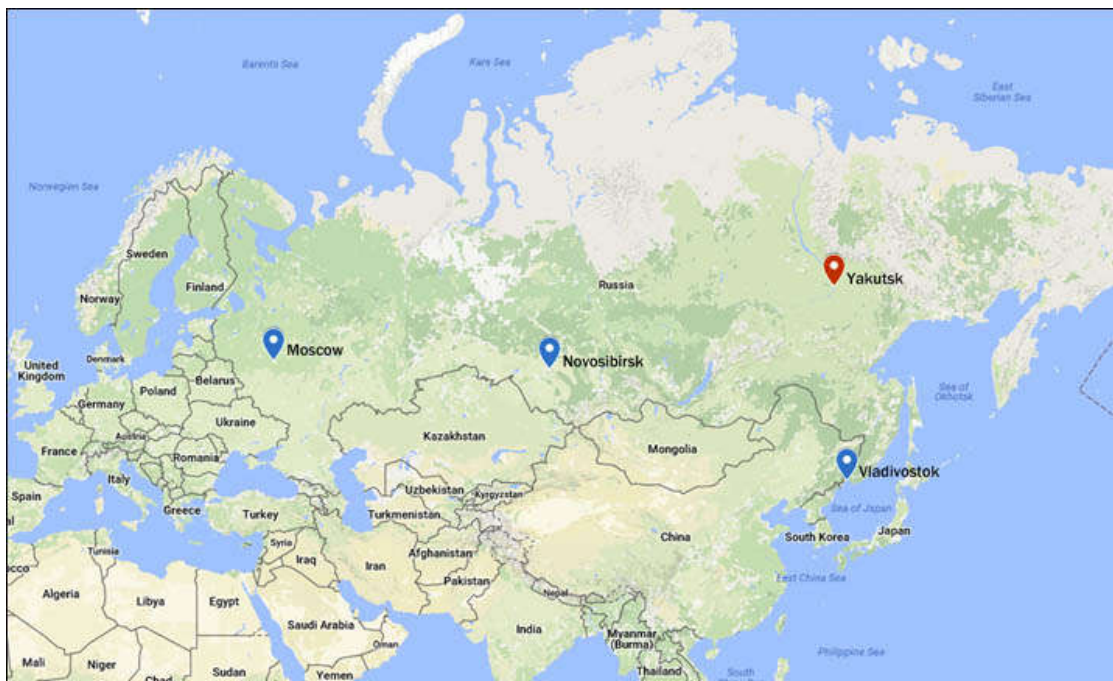 Barents Sea
Kara Sea
East
Siberian Sea
Norwegian Sea
Sweden
Finland
Norway
Russia
Yakutsk
Moscow
Novosibirsk
United
Kingdom
Denmark
Belarus
Poland
Germany
Sea of
Okhotsk
Ukraine
Kazakhstan
Mongolia
France
Austria
Romania
Vladivostok
Italy
Uzbekistan
Kyrgyzstan
Spain
Greece
Turkey
Turkmenistan
Sea of Japan
Japan
South Korea
China
Tunisia
Syria
Iraq
Iran
Afghanistan
Pakistan
East China Sea
Nepal
Algeria
Libya
Egypt
Saudi Arabia
Oman
India
Myanmar
(Burma)
Philippine Sea
Mali
Niger
Chad
Sudan
Yemen
Thailand
South